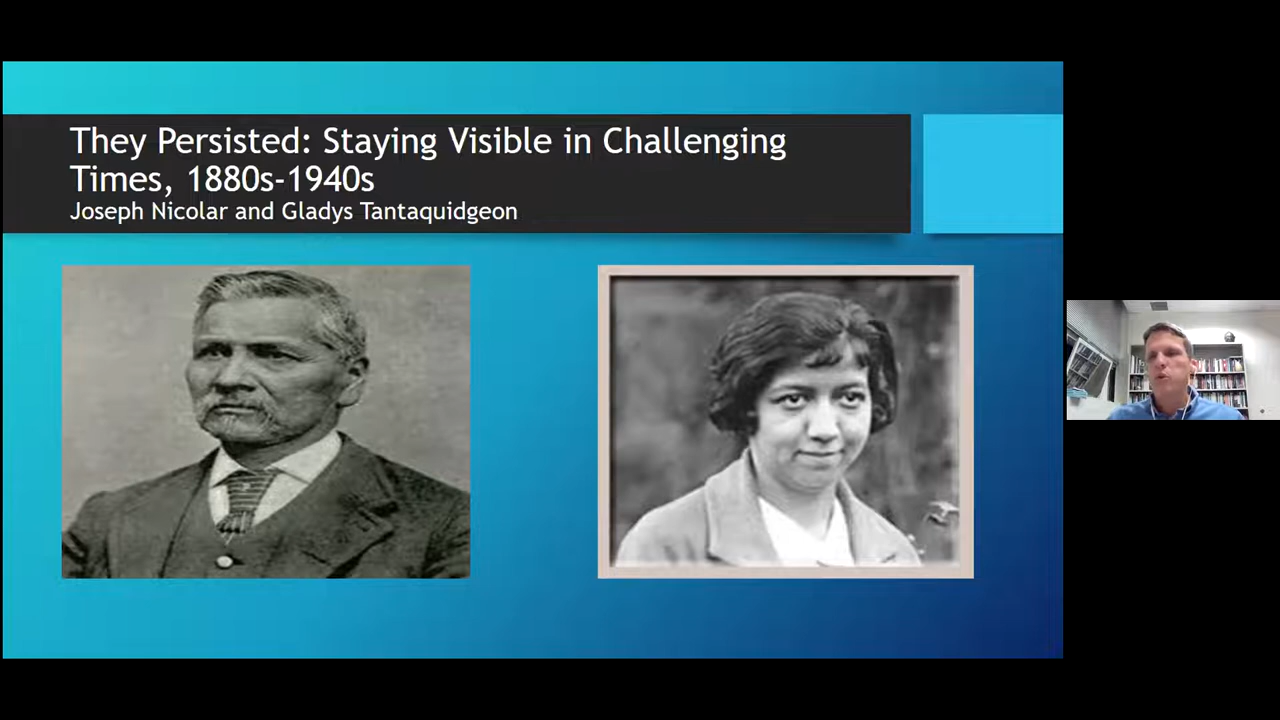 They Persisted: Staying Visible in Challenging
Times, 1880s-1940s
Joseph Nicolar and Gladys Tantaquidgeon